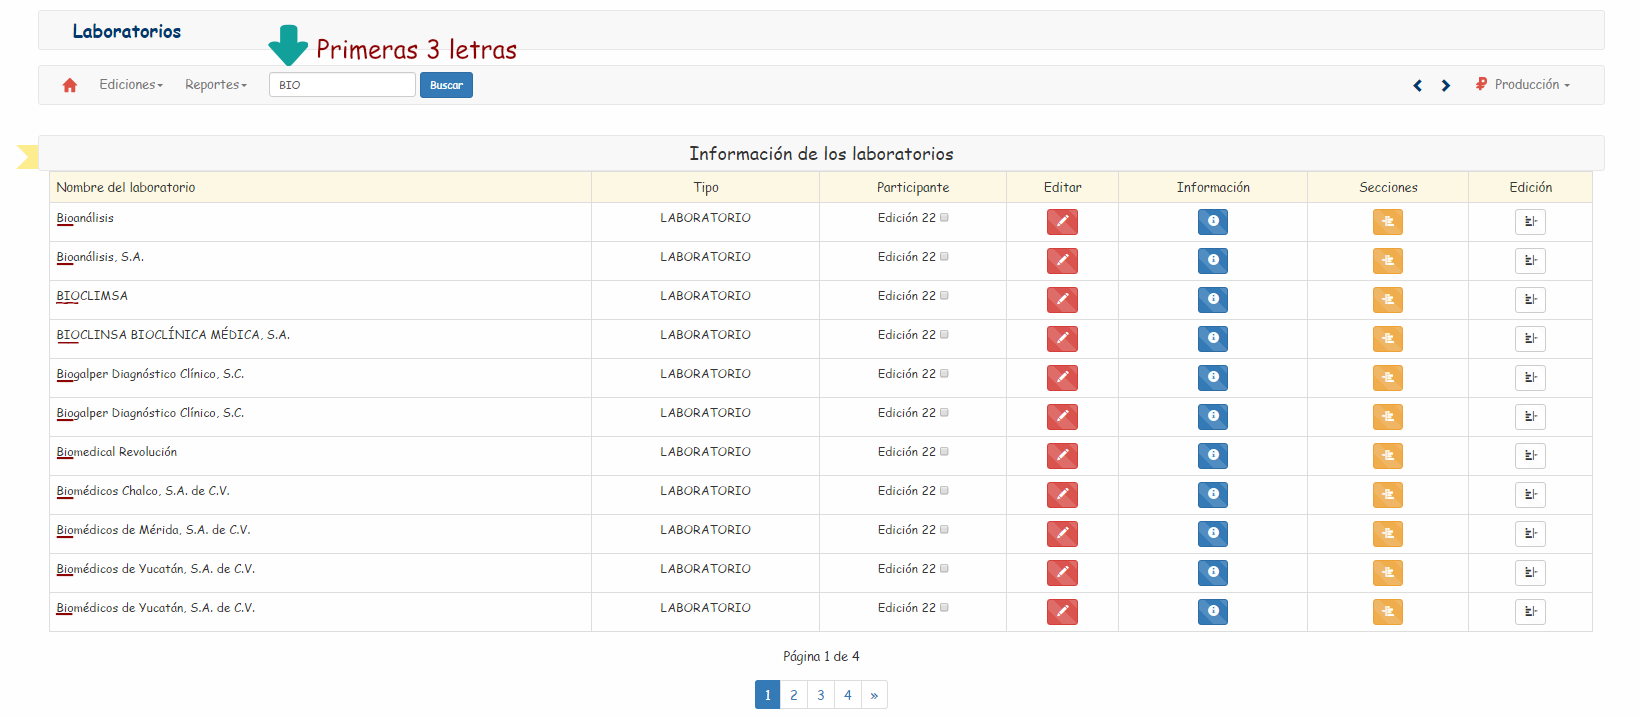 Laboratorios
Primeras 3 letras
Ediciones Reportes BIO Buscar Producción
Información de los laboratorios
Nombre del laboratorio Tipo Participante Editar Información Secciones Edición
Bioanálisis LABORATORIO Edición 22
Bioanálisis, S.A. LABORATORIO Edición 22
BIOCLIMSA LABORATORIO Edición 22
BIOCLINSA BIOCLÍNICA MÉDICA, S.A. LABORATORIO Edición 22
Biogalper Diagnóstico Clínico, S.C. LABORATORIO Edición 22
Biogalper Diagnóstico Clínico, S.C. LABORATORIO Edición 22
Biomedical Revolución LABORATORIO Edición 22
Biomédicos Chalco, S.A. de C.V. LABORATORIO Edición 22
Biomédicos de Mérida, S.A. de C.V. LABORATORIO Edición 22
Biomédicos de Yucatán, S.A. de C.V. LABORATORIO Edición 22
Biomédicos de Yucatán, S.A. de C.V. LABORATORIO Edición 22
Página 1 de 4
1 2 3 4 »